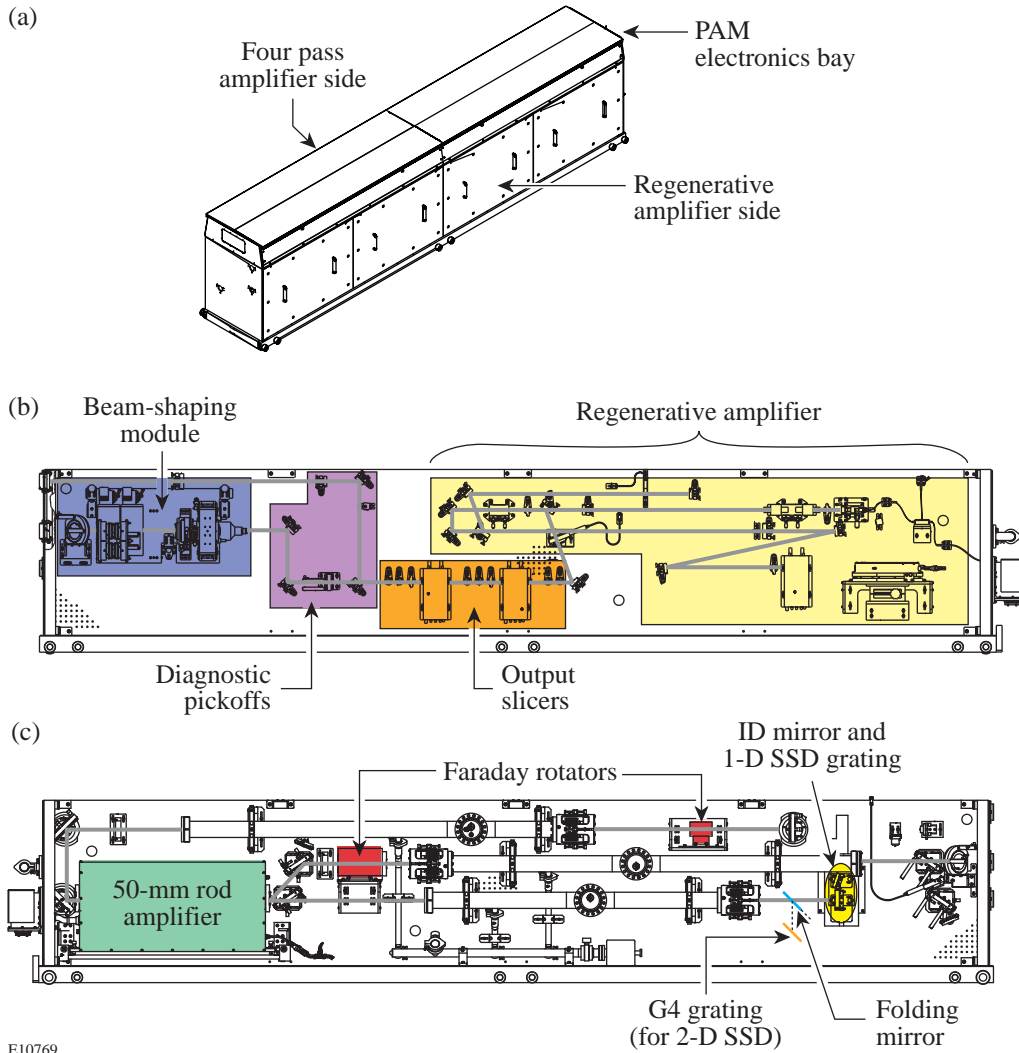 (a)
Four pass
amplifier side
PAM
electronics bay
Regenerative
amplifier side
(b)
Beam-shaping
module
Regenerative amplifier
Diagnostic
pickoffs
Output
slicers
(c)
Faraday rotators
ID mirror and
1-D SSD grating
50-mm rod
amplifier
G4 grating
(for 2-D SSD)
Folding
mirror
E10769